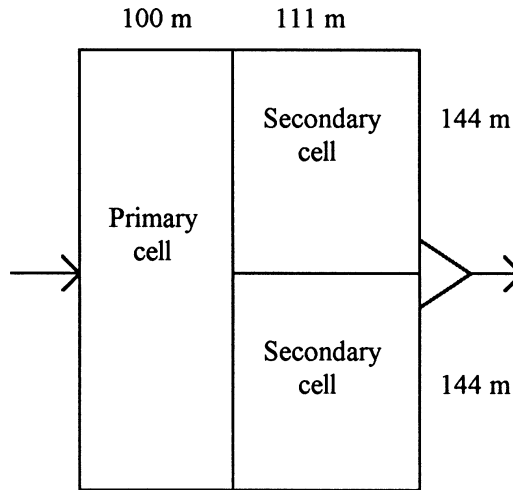 100 m
111 m
Secondary
cell
144 m
Primary
cell
Secondary
cell
144 m